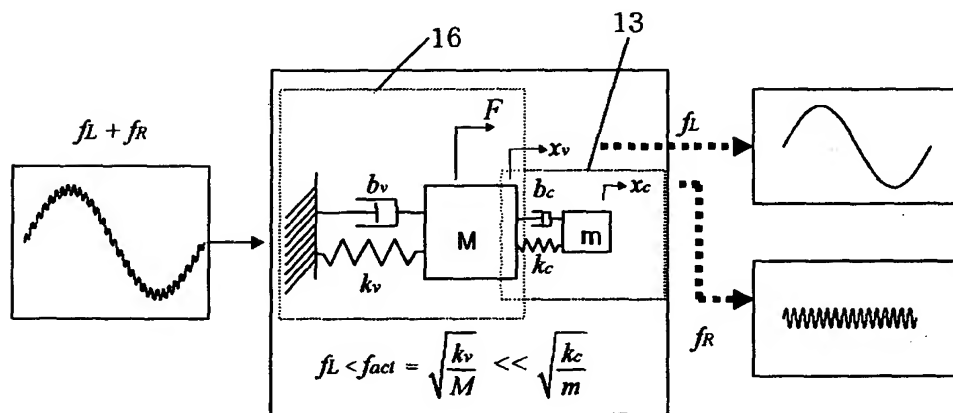 16
13
fL + fR
F
xv
fL
bv
bc
xc
M
m
kv
kc
fR
fL < fact = √(kv/M) << √(kc/m)